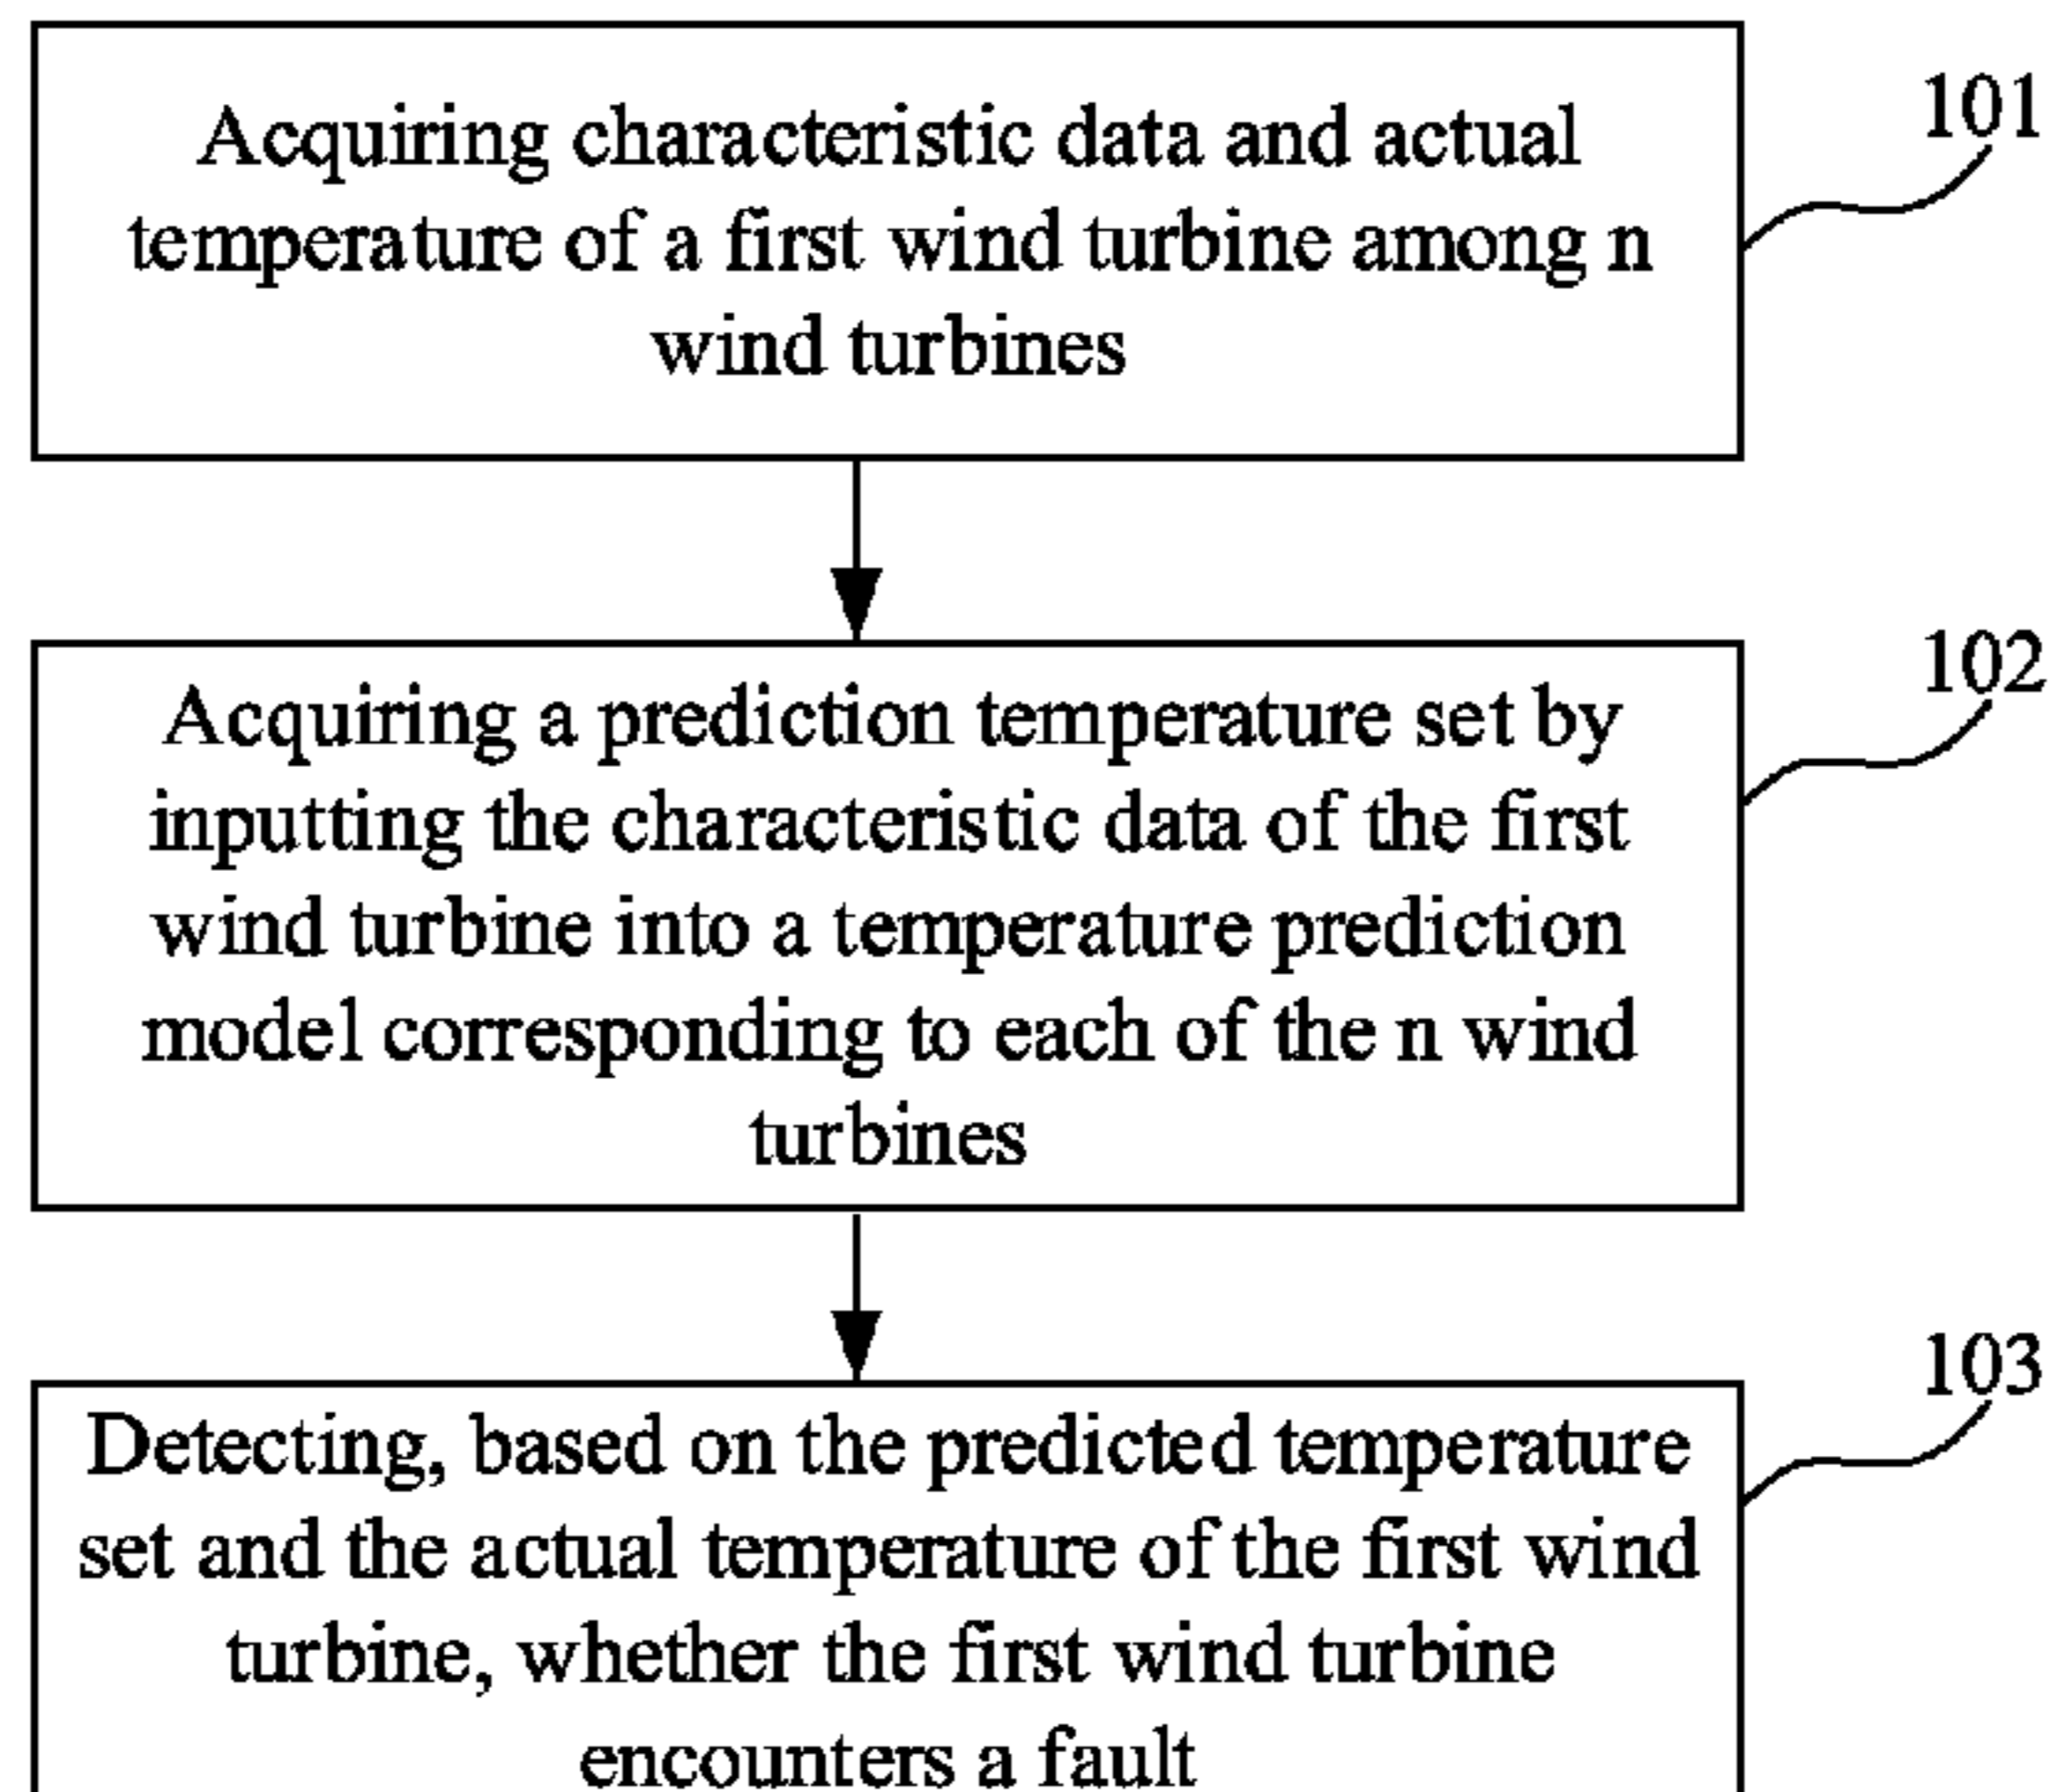 Acquiring characteristic data and actual
temperature of a first wind turbine among n
wind turbines
101
Acquiring a prediction temperature set by
inputting the characteristic data of the first
wind turbine into a temperature prediction
model corresponding to each of the n wind
turbines
102
Detecting, based on the predicted temperature
set and the actual temperature of the first wind
turbine, whether the first wind turbine
encounters a fault
103